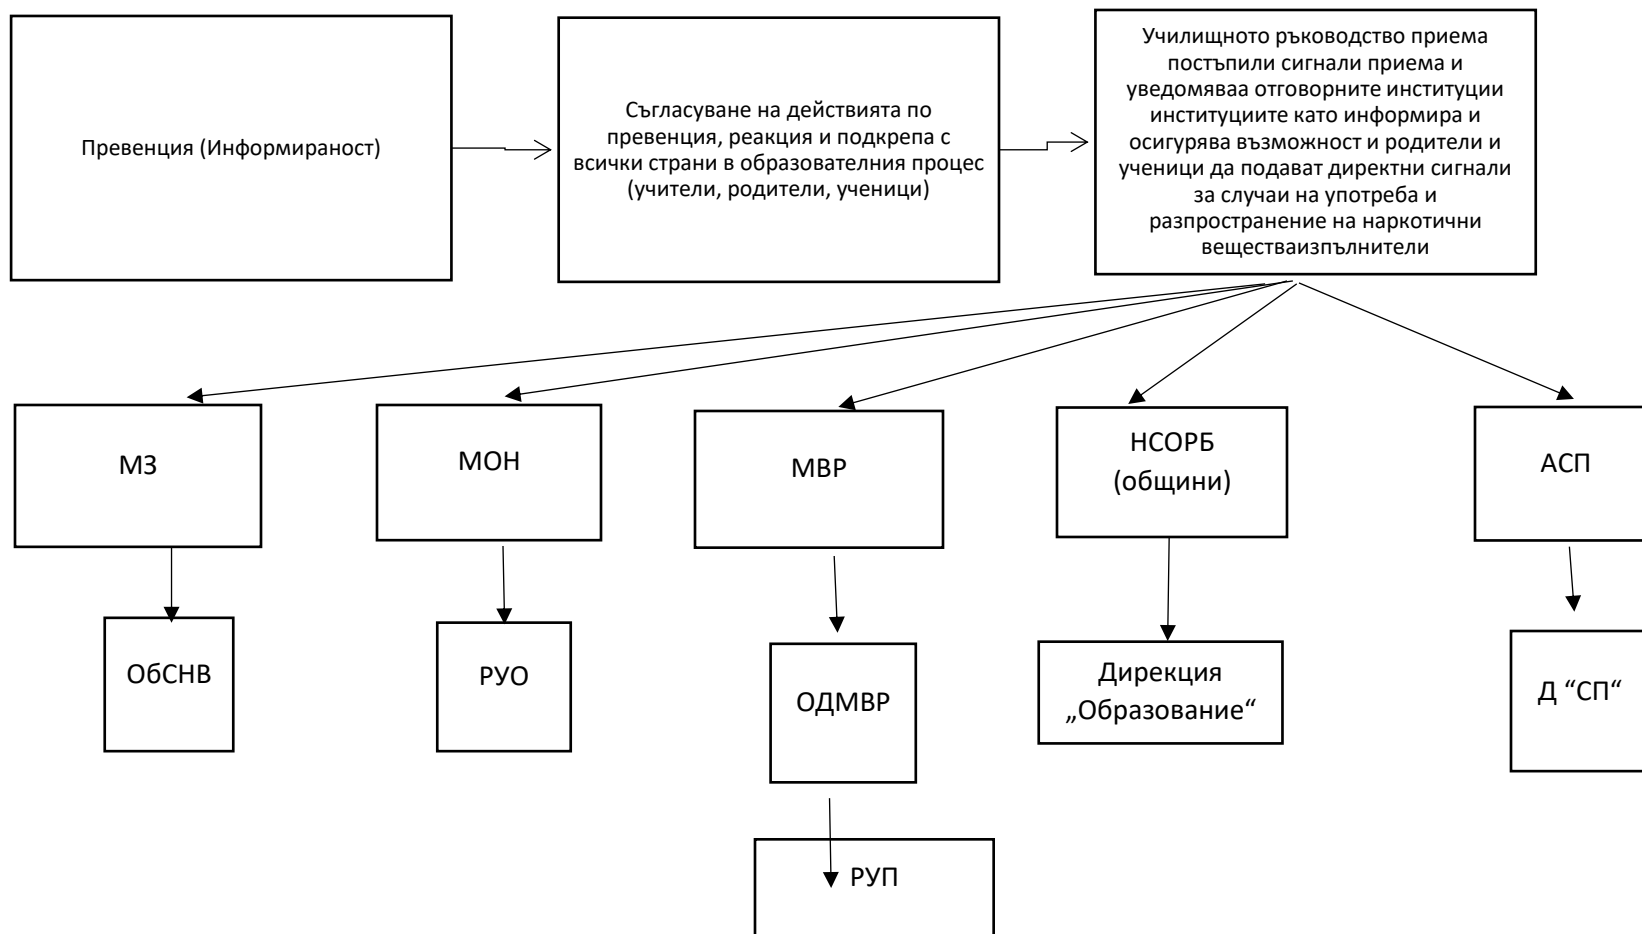 Превенция (Информираност)
Съгласуване на действията по
превенция, реакция и подкрепа с
всички страни в образователния процес
(учители, родители, ученици)
Училищното ръководство приема
постъпили сигнали приема и
уведомяваа отговорните институции
институциите като информира и
осигурява възможност и родители и
ученици да подават директни сигнали
за случаи на употреба и
разпространение на наркотични
веществаизпълнители
МЗ
МОН
МВР
НСОРБ
(общини)
АСП
ОбСНВ
РУО
ОДМВР
Дирекция
„Образование“
Д “СП“
РУП